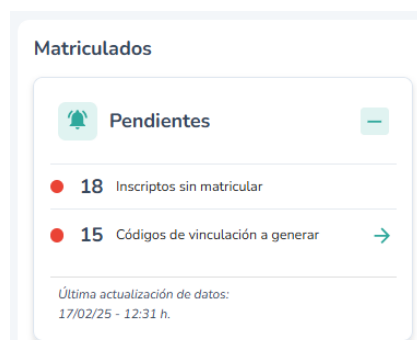 Matriculados
Pendientes
18 Inscriptos sin matricular
15 Códigos de vinculación a generar
Última actualización de datos:
17/02/25 - 12:31 h.